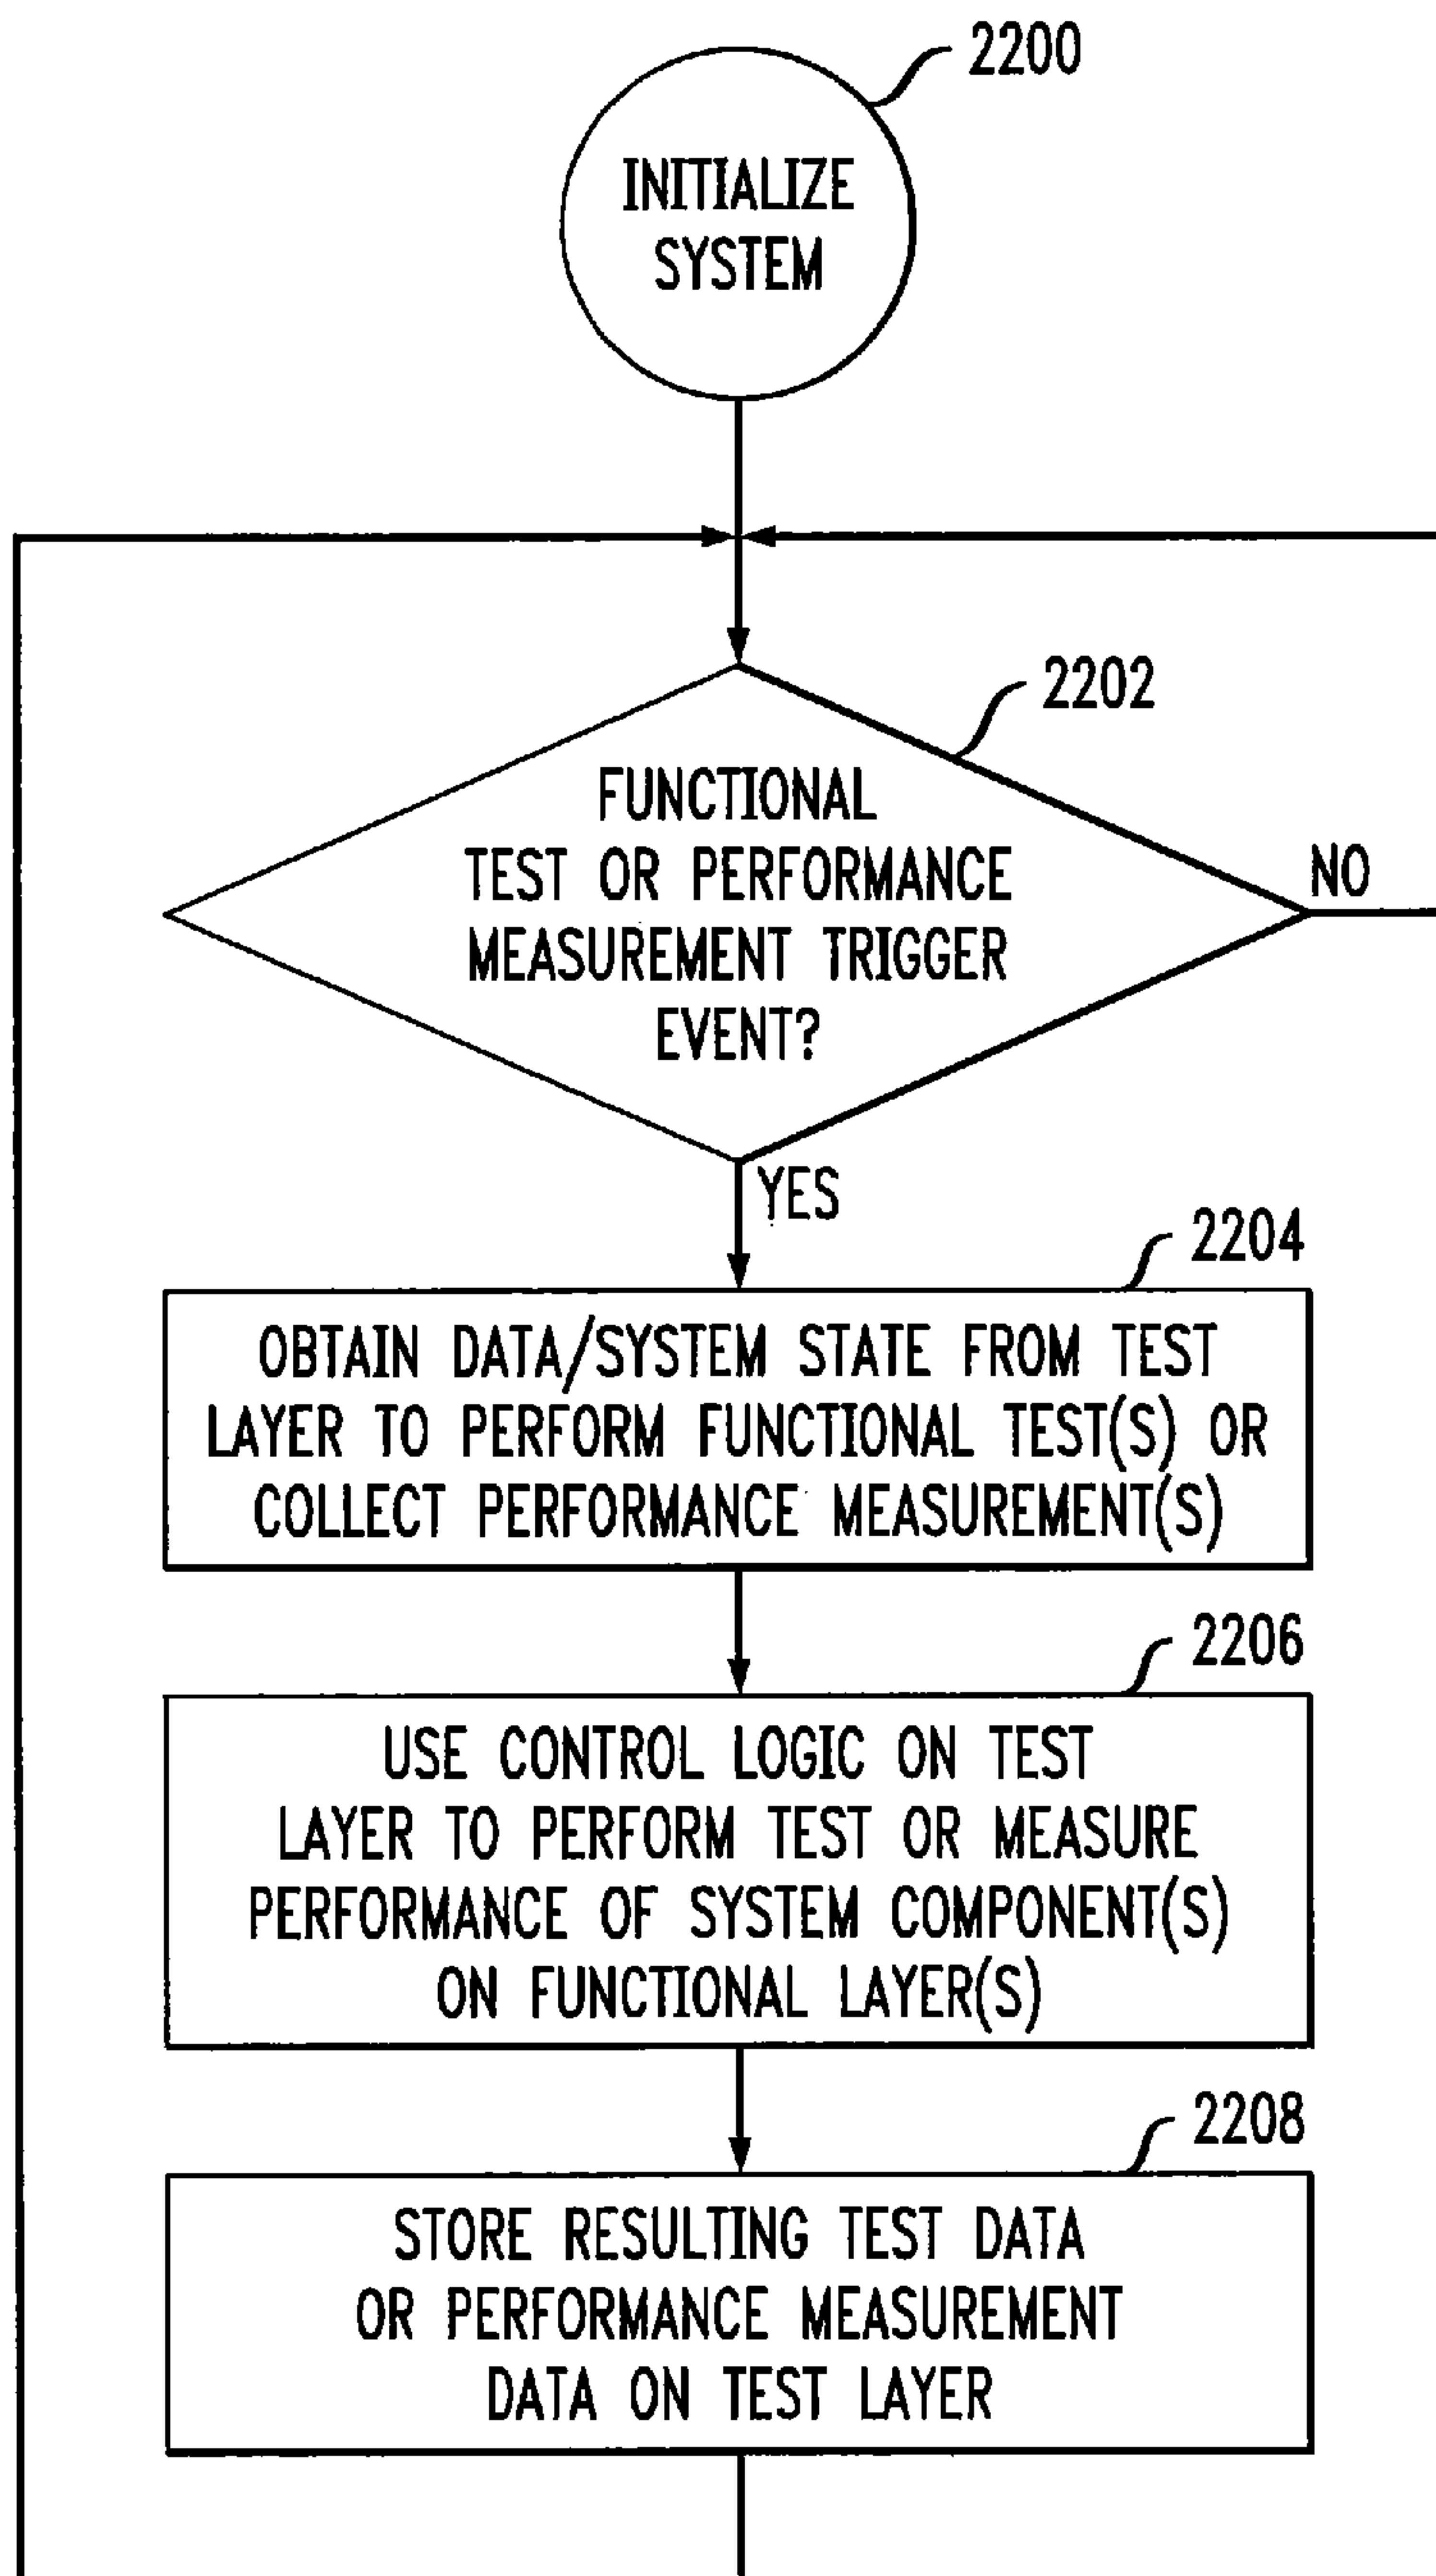 2200
INITIALIZE
SYSTEM
2202
FUNCTIONAL
TEST OR PERFORMANCE
MEASUREMENT TRIGGER
EVENT?
NO
YES
2204
OBTAIN DATA/SYSTEM STATE FROM TEST
LAYER TO PERFORM FUNCTIONAL TEST(S) OR
COLLECT PERFORMANCE MEASUREMENT(S)
2206
USE CONTROL LOGIC ON TEST
LAYER TO PERFORM TEST OR MEASURE
PERFORMANCE OF SYSTEM COMPONENT(S)
ON FUNCTIONAL LAYER(S)
2208
STORE RESULTING TEST DATA
OR PERFORMANCE MEASUREMENT
DATA ON TEST LAYER